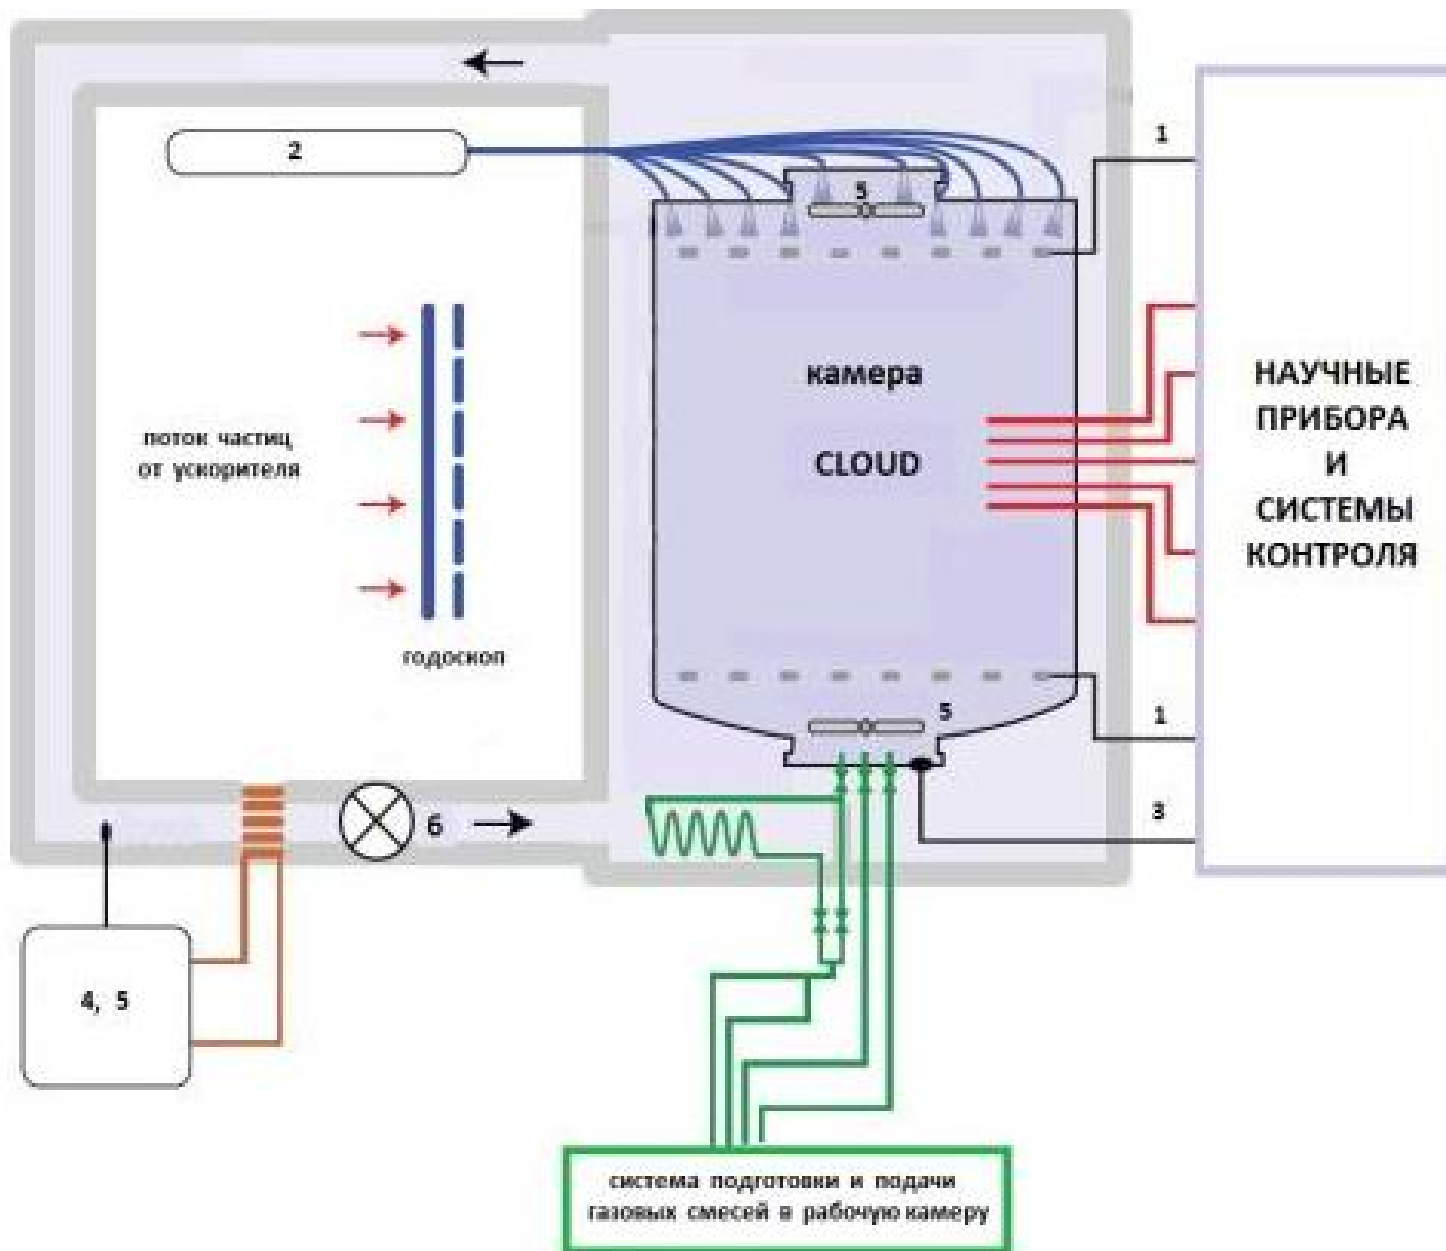 2
1
5
камера
CLOUD
поток частиц
от ускорителя
годоскоп
НАУЧНЫЕ
ПРИБОРА
И
СИСТЕМЫ
КОНТРОЛЯ
5
1
6
3
4, 5
система подготовки и подачи
газовых смесей в рабочую камеру